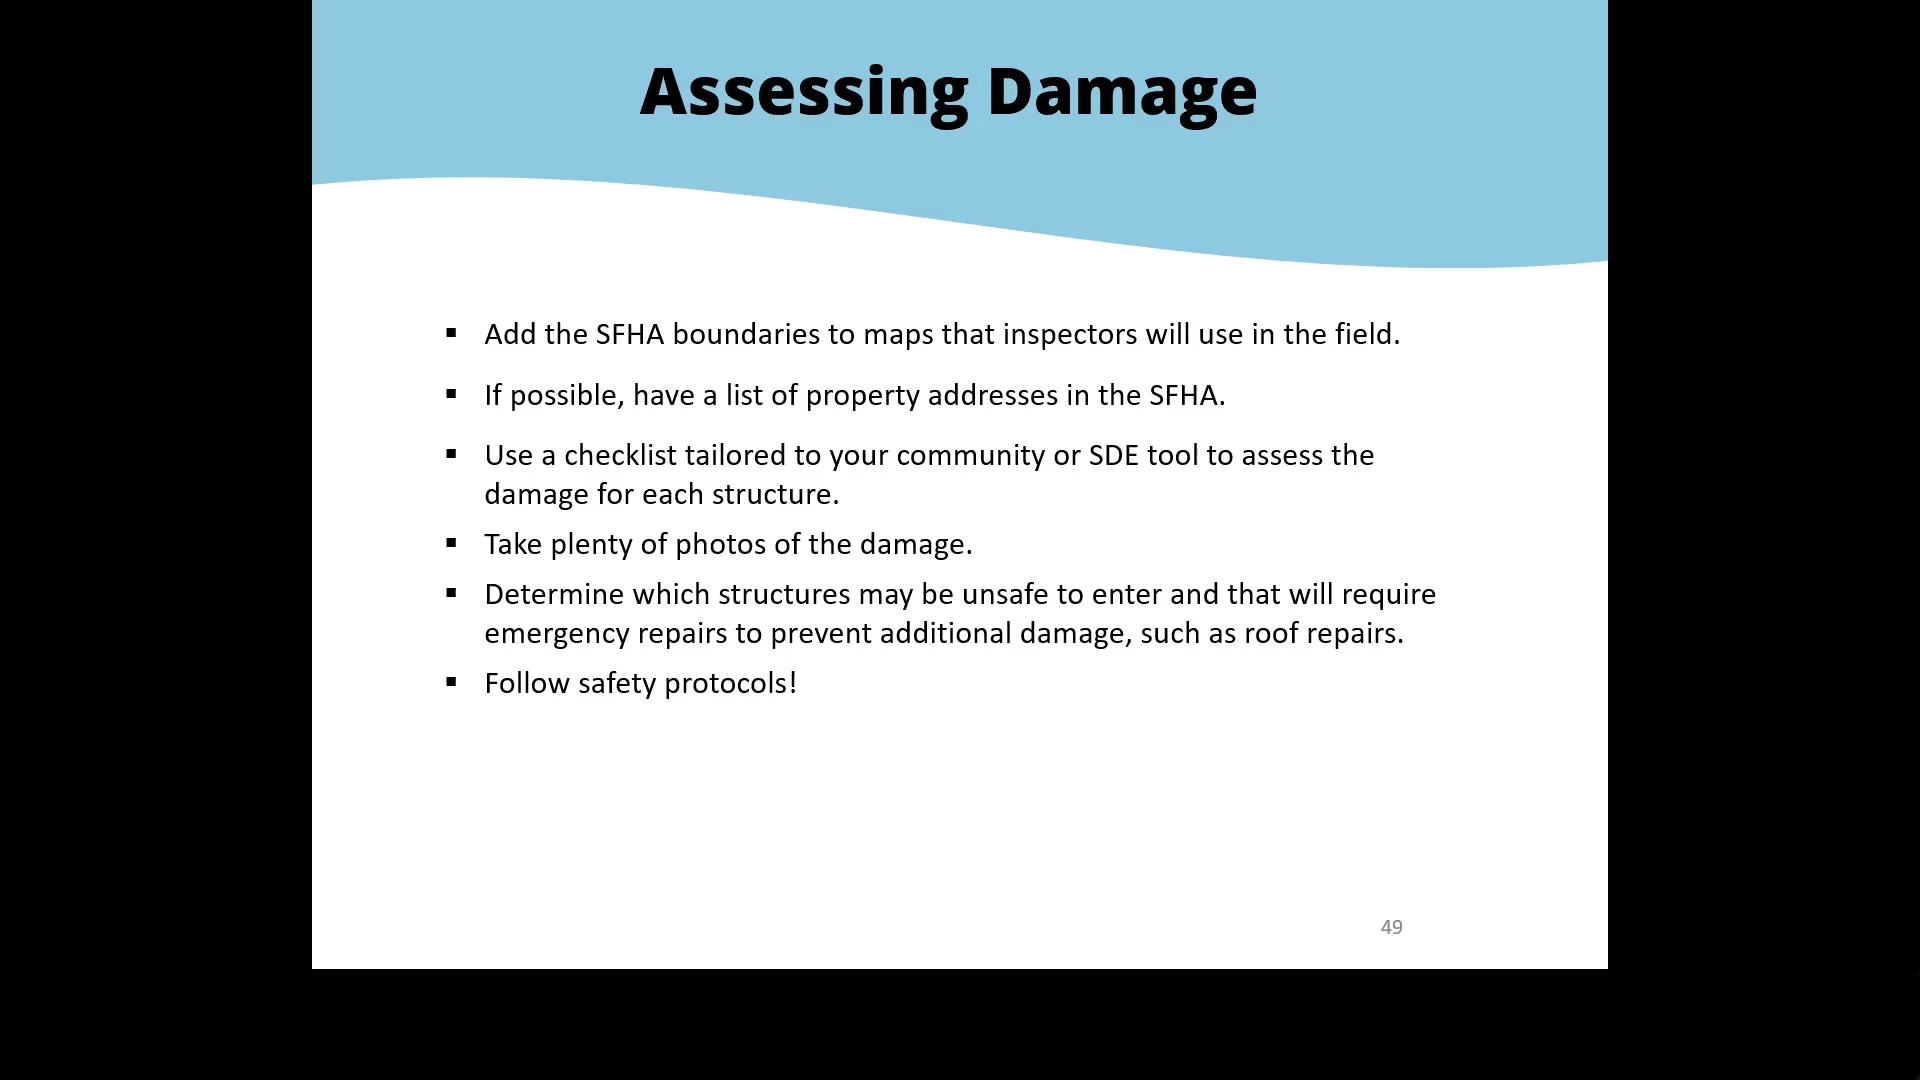 Assessing Damage
▪ Add the SFHA boundaries to maps that inspectors will use in the field.
▪ If possible, have a list of property addresses in the SFHA.
▪ Use a checklist tailored to your community or SDE tool to assess the
damage for each structure.
▪ Take plenty of photos of the damage.
▪ Determine which structures may be unsafe to enter and that will require
emergency repairs to prevent additional damage, such as roof repairs.
▪ Follow safety protocols!
49